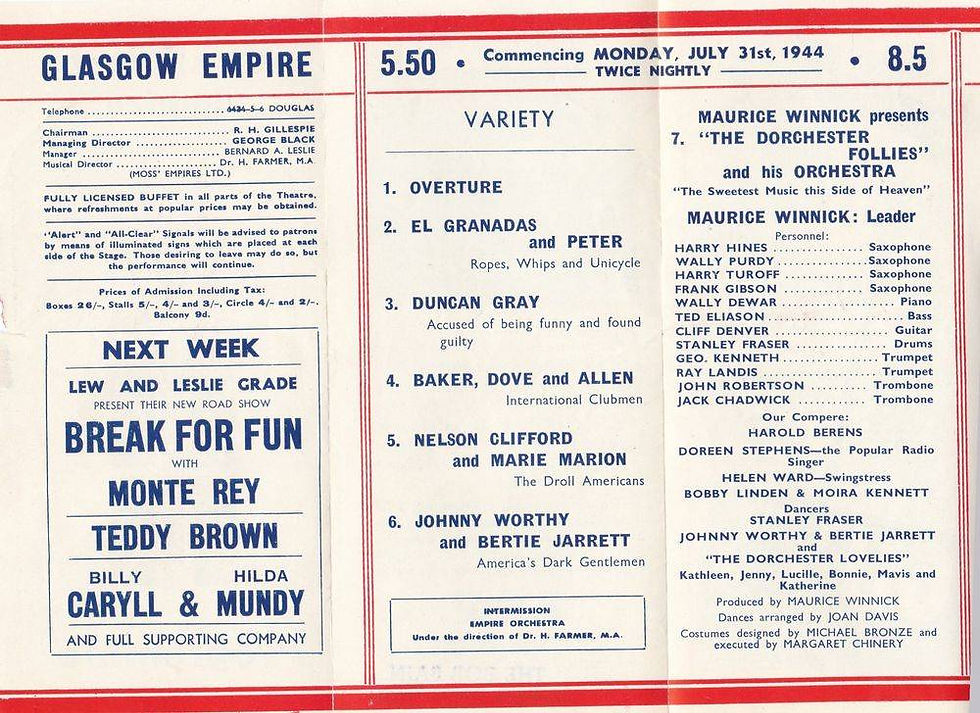 GLASGOW EMPIRE
Telephone ........ 6434-5-6 DOUGLAS
Chairman ........ R. H. GILLESPIE
Managing Director ........ GEORGE BLACK
Manager ........ BERNARD A. LESLIE
Musical Director ........ Dr. H. FARMER, M.A.
(MOSS' EMPIRES LTD.)
FULLY LICENSED BUFFET in all parts of the Theatre,
where refreshments at popular prices may be obtained.
"Alert" and "All-Clear" Signals will be advised to patrons
by means of illuminated signs which are placed at each
side of the Stage. Those desiring to leave may do so, but
the performance will continue.
Prices of Admission Including Tax:
Boxes 26/-, Stalls 5/-, 4/- and 3/-, Circle 4/- and 2/-.
Balcony 9d.
NEXT WEEK
LEW AND LESLIE GRADE
PRESENT THEIR NEW ROAD SHOW
BREAK FOR FUN
WITH
MONTE REY
TEDDY BROWN
BILLY HILDA
CARYLL & MUNDY
AND FULL SUPPORTING COMPANY
5.50 • Commencing MONDAY, JULY 31st, 1944 • 8.5
TWICE NIGHTLY
VARIETY
1. OVERTURE
2. EL GRANADAS
and PETER
Ropes, Whips and Unicycle
3. DUNCAN GRAY
Accused of being funny and found
guilty
4. BAKER, DOVE and ALLEN
International Clubmen
5. NELSON CLIFFORD
and MARIE MARION
The Droll Americans
6. JOHNNY WORTHY
and BERTIE JARRETT
America's Dark Gentlemen
INTERMISSION
EMPIRE ORCHESTRA
Under the direction of Dr. H. FARMER, M.A.
MAURICE WINNICK presents
7. "THE DORCHESTER
FOLLIES"
and his ORCHESTRA
"The Sweetest Music this Side of Heaven"
MAURICE WINNICK: Leader
Personnel:
HARRY HINES ........ Saxophone
WALLY PURDY ........ Saxophone
HARRY TUROFF ........ Saxophone
FRANK GIBSON ........ Saxophone
WALLY DEWAR ........ Piano
TED ELIASON ........ Bass
CLIFF DENVER ........ Guitar
STANLEY FRASER ........ Drums
GEO. KENNETH ........ Trumpet
RAY LANDIS ........ Trumpet
JOHN ROBERTSON ........ Trombone
JACK CHADWICK ........ Trombone
Our Compere:
HAROLD BERENS
DOREEN STEPHENS—the Popular Radio
Singer
HELEN WARD—Swingstress
BOBBY LINDEN & MOIRA KENNETT
Dancers
STANLEY FRASER
JOHNNY WORTHY & BERTIE JARRETT
and
"THE DORCHESTER LOVELIES"
Kathleen, Jenny, Lucille, Bonnie, Mavis and
Katherine
Produced by MAURICE WINNICK
Dances arranged by JOAN DAVIS
Costumes designed by MICHAEL BRONZE and
executed by MARGARET CHINERY